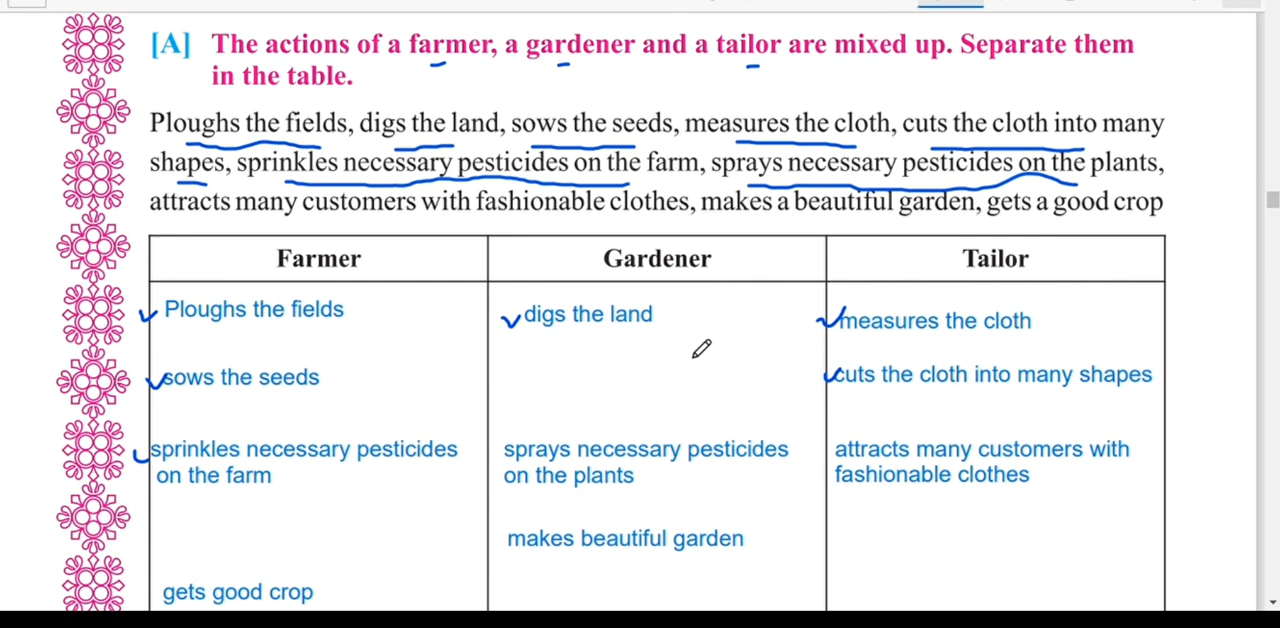 [A] The actions of a farmer, a gardener and a tailor are mixed up. Separate them
in the table.
Ploughs the fields, digs the land, sows the seeds, measures the cloth, cuts the cloth into many
shapes, sprinkles necessary pesticides on the farm, sprays necessary pesticides on the plants,
attracts many customers with fashionable clothes, makes a beautiful garden, gets a good crop
Farmer Gardener Tailor
Ploughs the fields digs the land measures the cloth
sows the seeds cuts the cloth into many shapes
sprinkles necessary pesticides sprays necessary pesticides attracts many customers with
on the farm on the plants fashionable clothes
makes beautiful garden
gets good crop